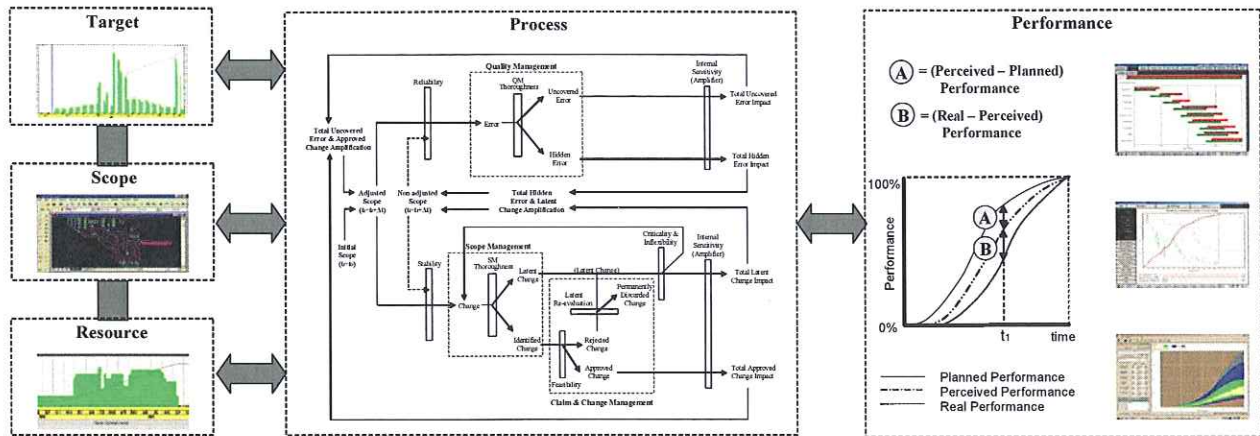 Target
Scope
Resource
Process
Quality Management
Reliability
QM
Thoroughness
Uncovered
Error
Error
Hidden
Error
Internal
Sensitivity
(Amplifier)
Total Uncovered
Error Impact
Total Hidden
Error Impact
Total Uncovered
Error & Approved
Change Amplification
Adjusted
Scope
Non-adjusted
Scope
Total Hidden
Error & Latent
Change Amplification
Initial
Scope
Scope Management
Stability
SM
Thoroughness
Change
Latent
Change
Identified
Change
Criticality &
Inflexibility
Internal
Sensitivity
(Amplifier)
(Latent Change)
Latent
Re-evaluation
Permanently
Discarded
Change
Rejected
Change
Approved
Change
Feasibility
Claim & Change Management
Total Latent
Change Impact
Total Approved
Change Impact
Performance
A = (Perceived – Planned)
Performance
B = (Real – Perceived)
Performance
100%
Performance
0%
A
B
t1
time
Planned Performance
Perceived Performance
Real Performance